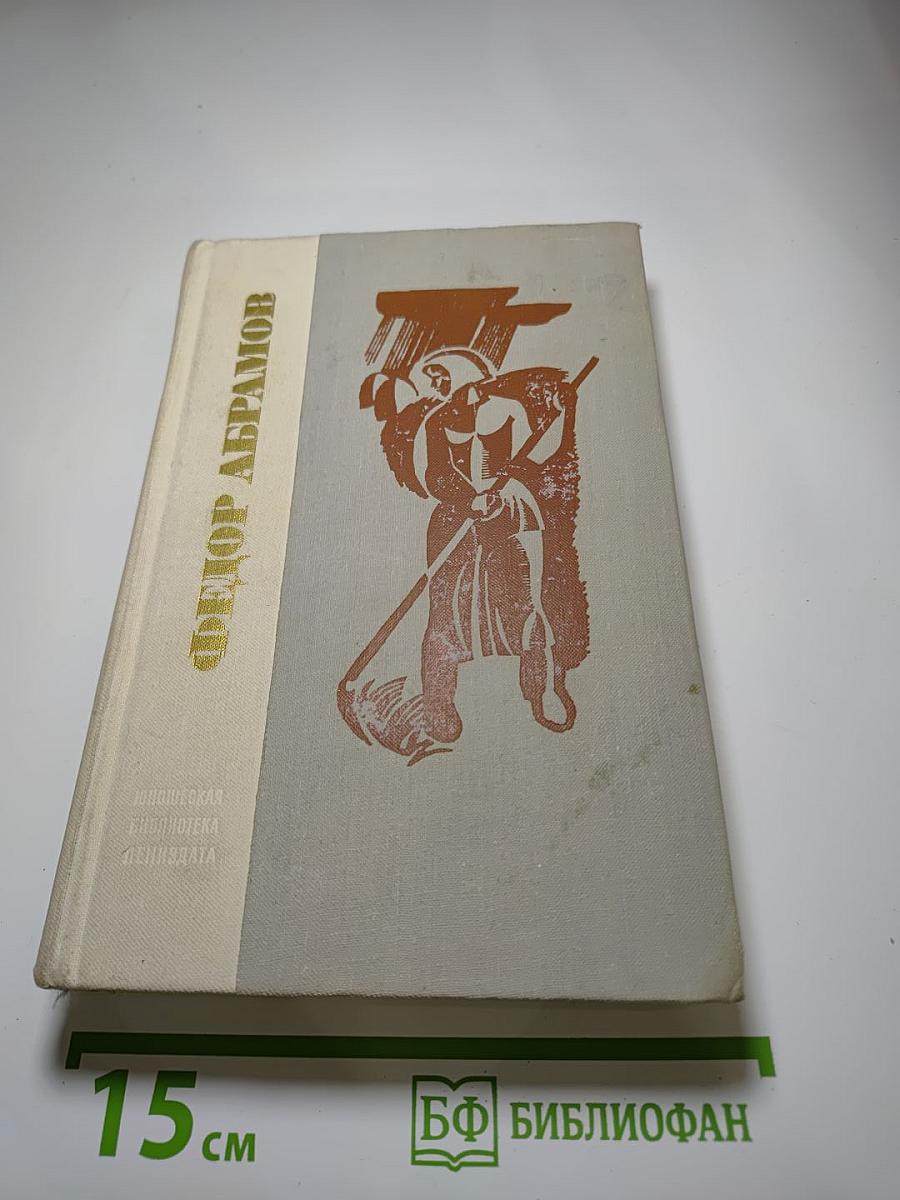 ФЕДОР АБРАМОВ
ЮНОШЕСКАЯ
БИБЛИОТЕКА
ЛЕНИЗДАТА
15 см
БФ БИБЛИОФАН